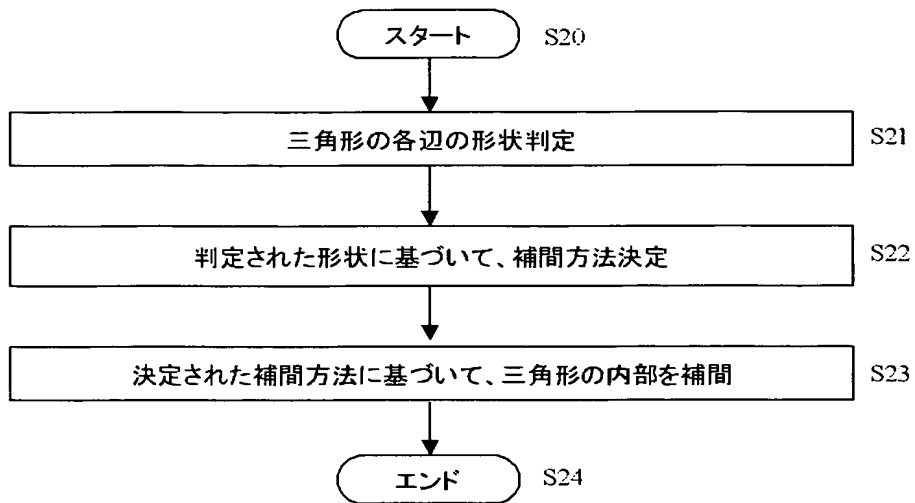 スタート S20
三角形の各辺の形状判定 S21
判定された形状に基づいて、補間方法決定 S22
決定された補間方法に基づいて、三角形の内部を補間 S23
エンド S24